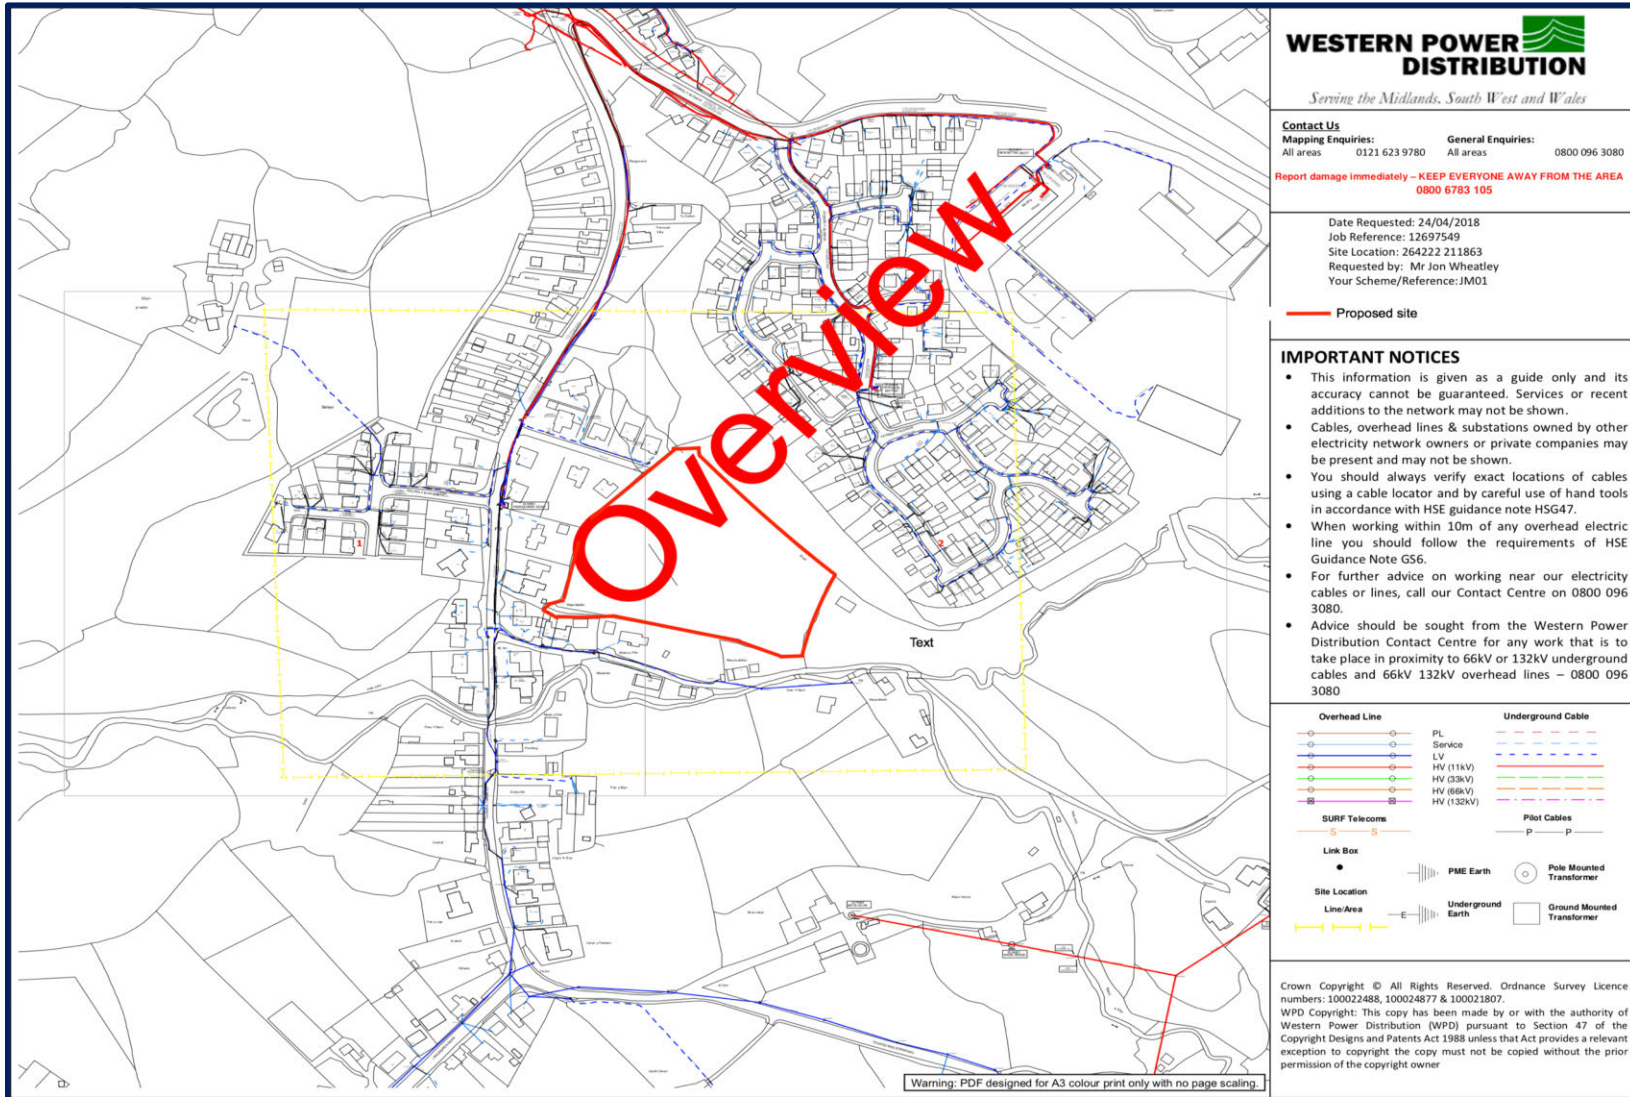 WESTERN POWER
DISTRIBUTION
Serving the Midlands, South West and Wales
Contact Us
Mapping Enquiries: General Enquiries:
All areas 0121 623 9780 All areas 0800 096 3080
Report damage immediately – KEEP EVERYONE AWAY FROM THE AREA
0800 6783 105
Date Requested: 24/04/2018
Job Reference: 12697549
Site Location: 264222 211863
Requested by: Mr Jon Wheatley
Your Scheme/Reference: JM01
Proposed site
IMPORTANT NOTICES
• This information is given as a guide only and its
accuracy cannot be guaranteed. Services or recent
additions to the network may not be shown.
• Cables, overhead lines & substations owned by other
electricity network owners or private companies may
be present and may not be shown.
• You should always verify exact locations of cables
using a cable locator and by careful use of hand tools
in accordance with HSE guidance note HSG47.
• When working within 10m of any overhead electric
line you should follow the requirements of HSE
Guidance Note GS6.
• For further advice on working near our electricity
cables or lines, call our Contact Centre on 0800 096
3080.
• Advice should be sought from the Western Power
Distribution Contact Centre for any work that is to
take place in proximity to 66kV or 132kV underground
cables and 66kV 132kV overhead lines – 0800 096
3080
Overhead Line Underground Cable
PL
Service
LV
HV (11kV)
HV (33kV)
HV (66kV)
HV (132kV)
SURF Telecoms Pilot Cables
S S P P
Link Box
PME Earth
Pole Mounted
Transformer
Site Location
Line/Area
E
Underground
Earth
Ground Mounted
Transformer
Crown Copyright © All Rights Reserved. Ordnance Survey Licence
numbers: 100022488, 100024877 & 100021807.
WPD Copyright: This copy has been made by or with the authority of
Western Power Distribution (WPD) pursuant to Section 47 of the
Copyright Designs and Patents Act 1988 unless that Act provides a relevant
exception to copyright the copy must not be copied without the prior
permission of the copyright owner
Overview
1
2
Text
Warning: PDF designed for A3 colour print only with no page scaling.